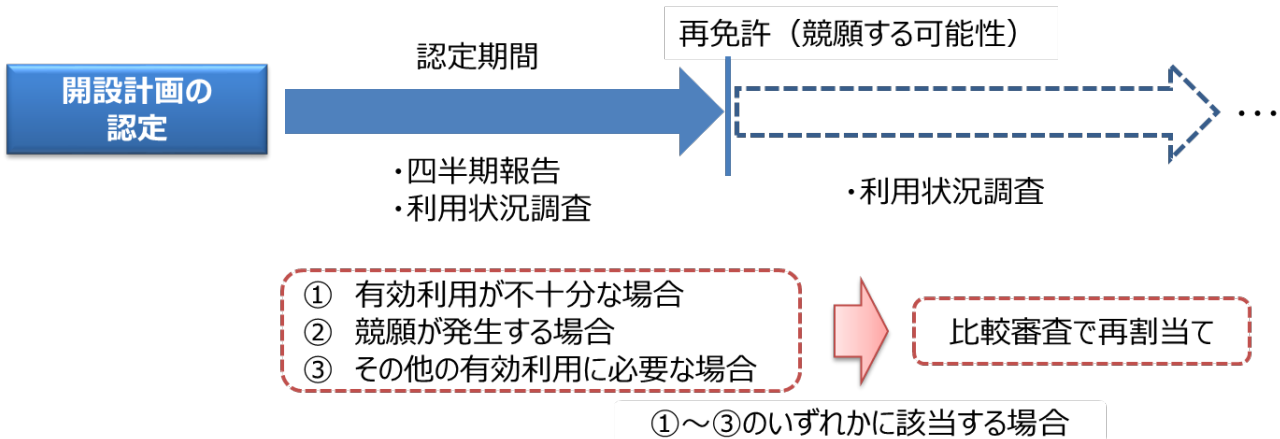 再免許（競願する可能性）
認定期間
開設計画の
認定
･･･
･四半期報告
･利用状況調査
･利用状況調査
① 有効利用が不十分な場合
② 競願が発生する場合
③ その他の有効利用に必要な場合
比較審査で再割当て
①～③のいずれかに該当する場合